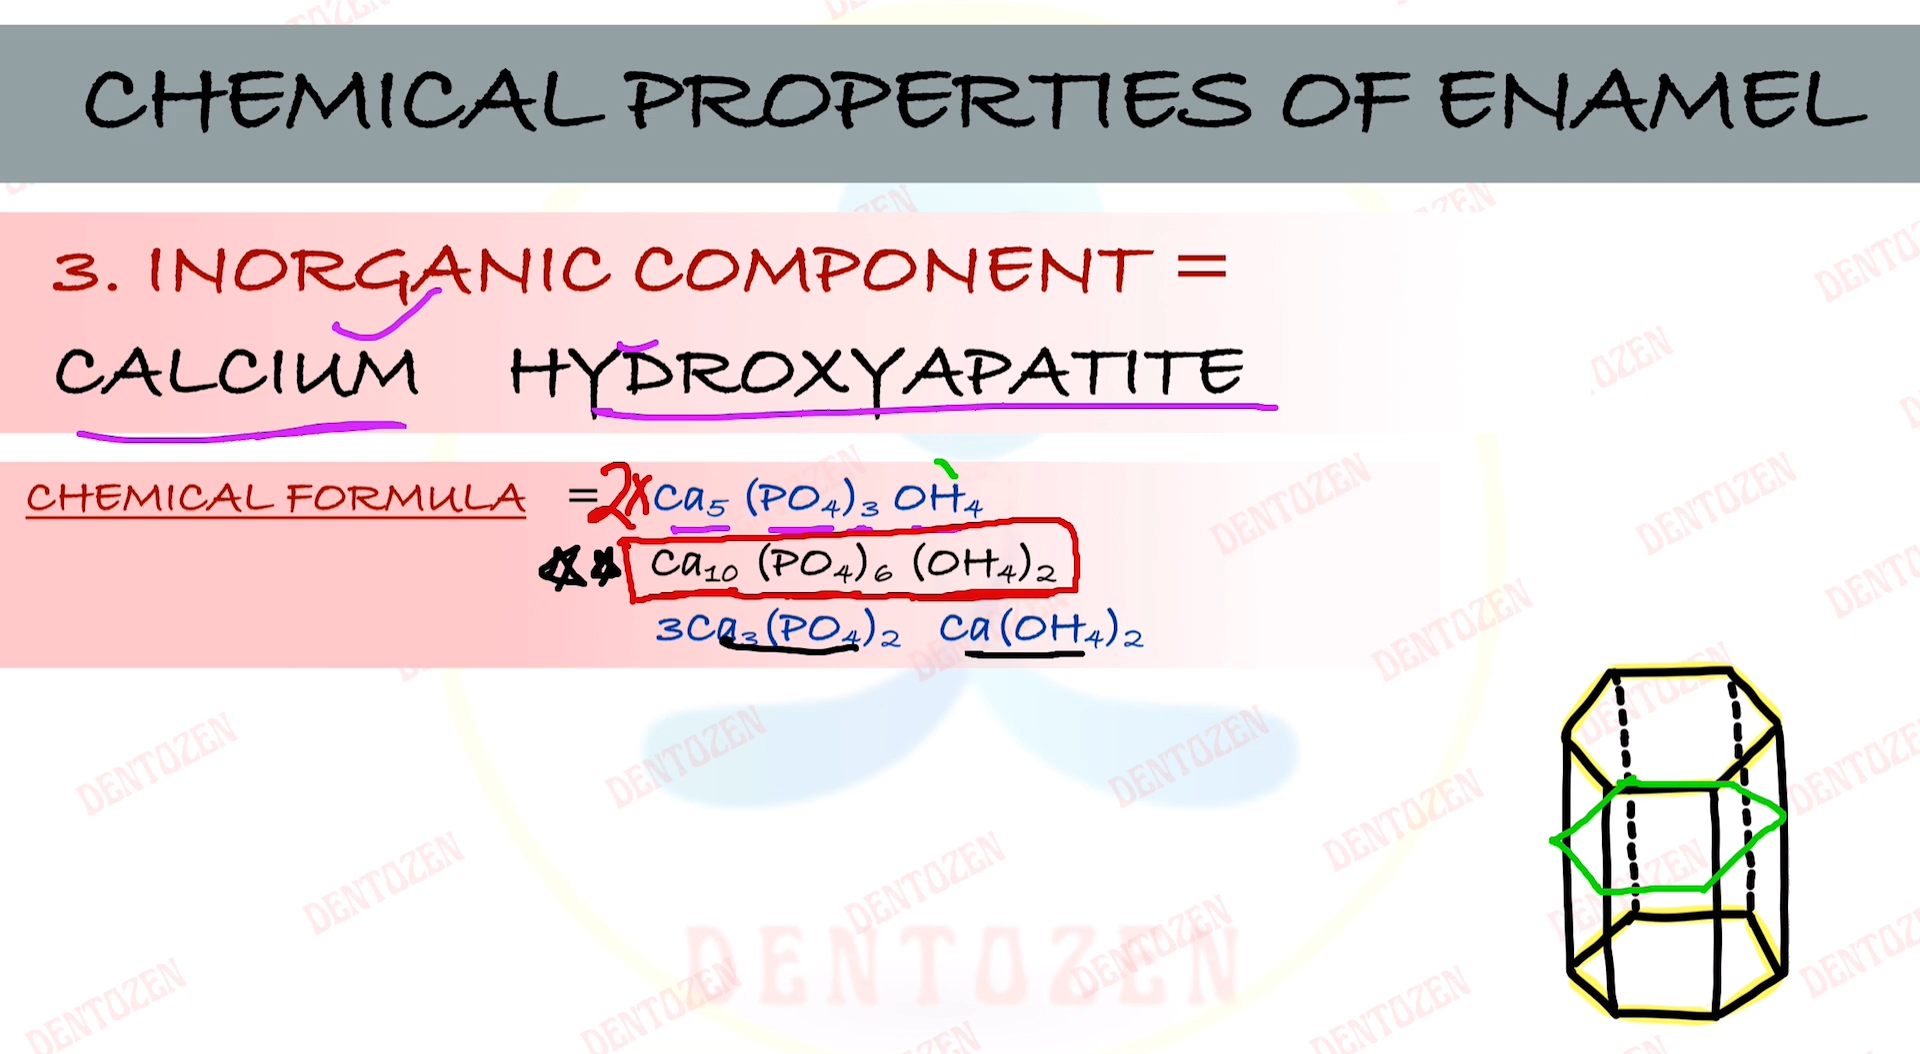 CHEMICAL PROPERTIES OF ENAMEL
3. INORGANIC COMPONENT =
CALCIUM HYDROXYAPATITE
CHEMICAL FORMULA = 2x Ca₅ (PO₄)₃ OH₄
Ca₁₀ (PO₄)₆ (OH₄)₂
3Ca₃(PO₄)₂ Ca(OH₄)₂
DENTOZEN